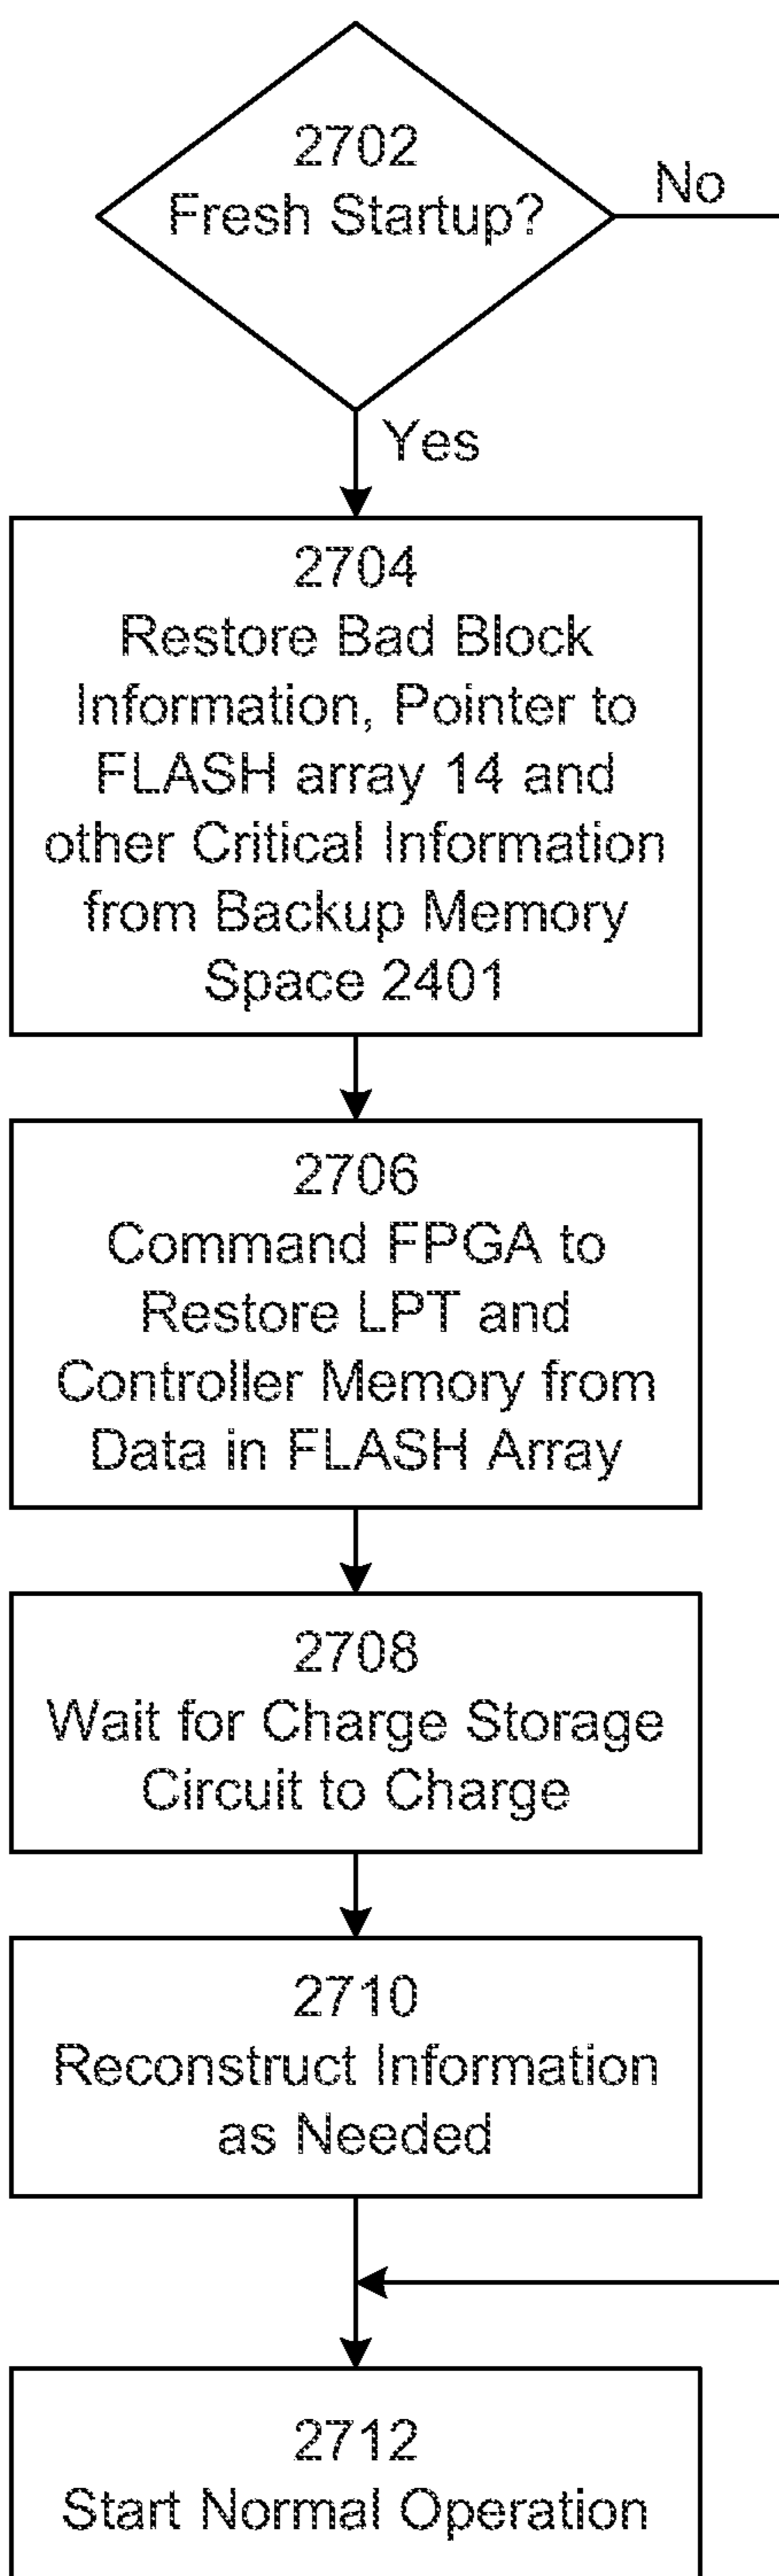 2702
Fresh Startup?
No
Yes
2704
Restore Bad Block
Information, Pointer to
FLASH array 14 and
other Critical Information
from Backup Memory
Space 2401
2706
Command FPGA to
Restore LPT and
Controller Memory from
Data in FLASH Array
2708
Wait for Charge Storage
Circuit to Charge
2710
Reconstruct Information
as Needed
2712
Start Normal Operation